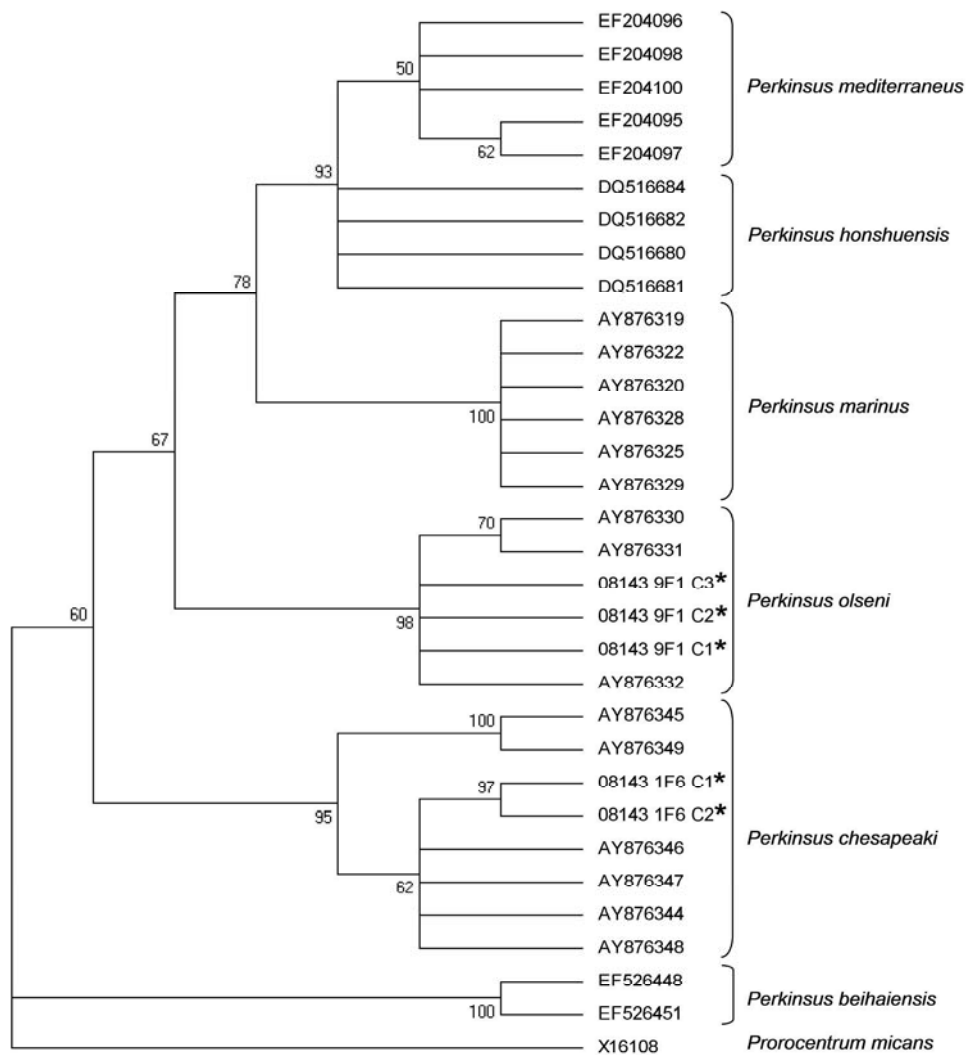 EF204096
EF204098
50
EF204100
Perkinsus mediterraneus
EF204095
62
EF204097
93
DQ516684
DQ516682
Perkinsus honshuensis
DQ516680
78
DQ516681
AY876319
AY876322
AY876320
Perkinsus marinus
100
AY876328
67
AY876325
AY876329
70
AY876330
AY876331
08143 9F1 C3*
Perkinsus olseni
60
98
08143 9F1 C2*
08143 9F1 C1*
AY876332
100
AY876345
AY876349
97
08143 1F6 C1*
95
08143 1F6 C2*
Perkinsus chesapeaki
AY876346
62
AY876347
AY876344
AY876348
EF526448
Perkinsus beihaiensis
100
EF526451
X16108
Prorocentrum micans